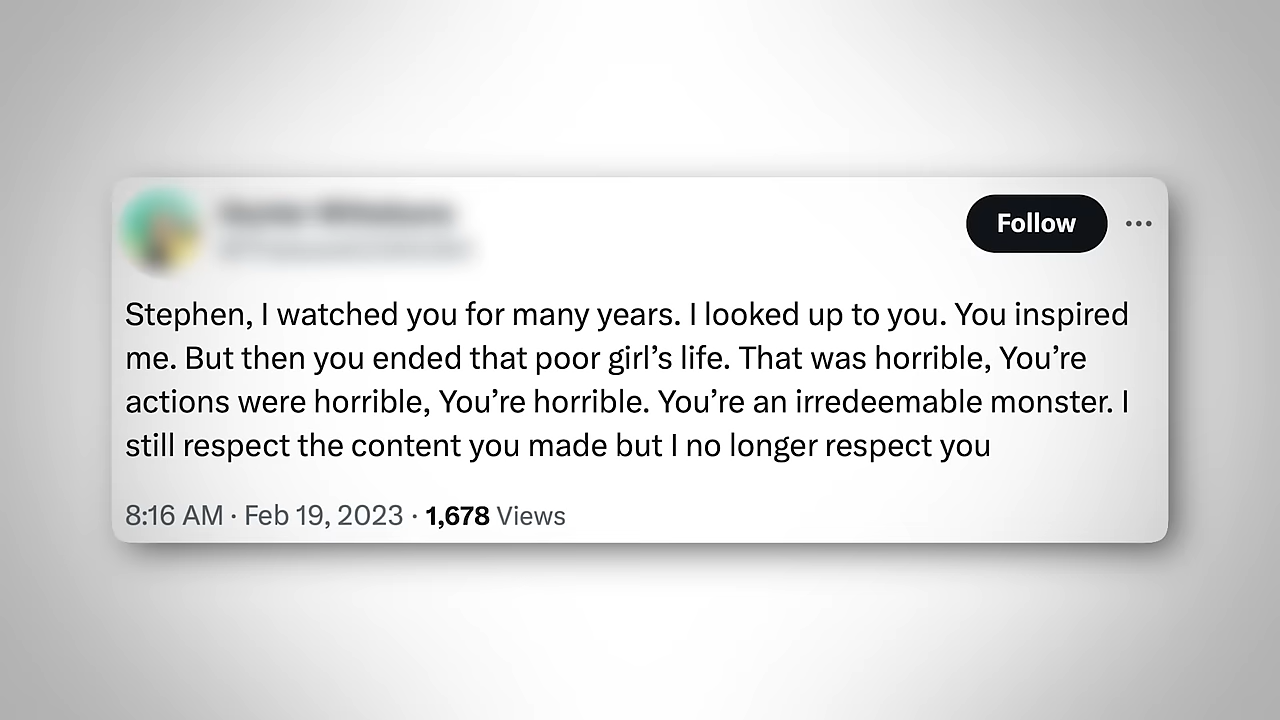 Follow
Stephen, I watched you for many years. I looked up to you. You inspired
me. But then you ended that poor girl’s life. That was horrible, You’re
actions were horrible, You’re horrible. You’re an irredeemable monster. I
still respect the content you made but I no longer respect you
8:16 AM · Feb 19, 2023 · 1,678 Views